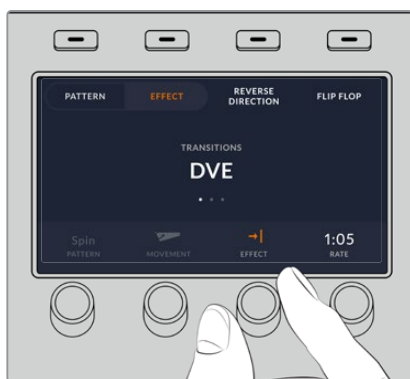 PATTERN
EFFECT
REVERSE
DIRECTION
FLIP FLOP
TRANSITIONS
DVE
Spin
PATTERN
MOVEMENT
EFFECT
1:05
RATE